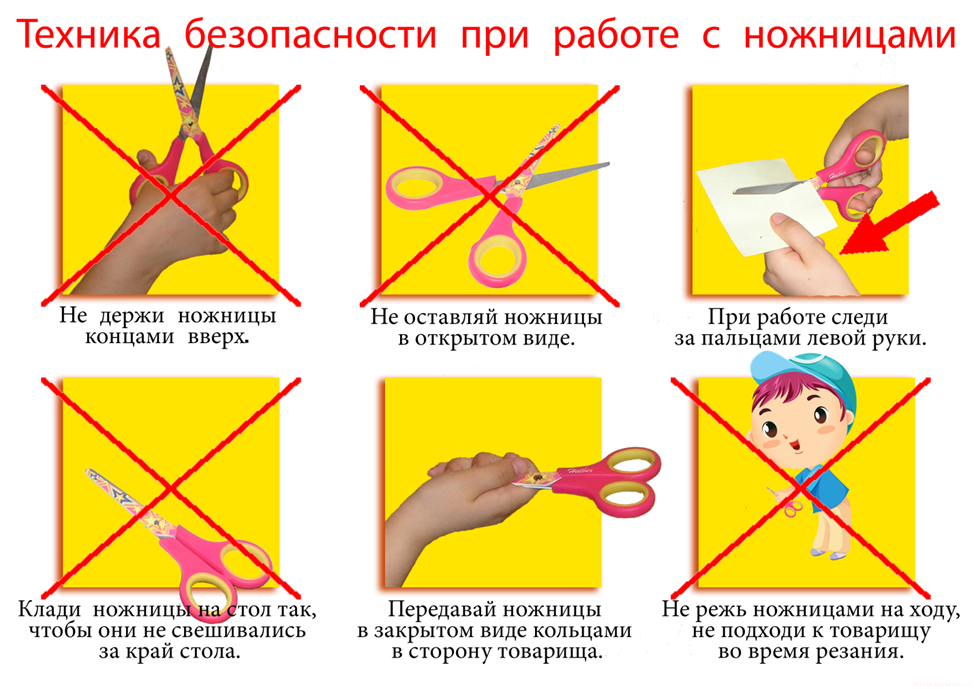 Техника безопасности при работе с ножницами
Не держи ножницы
концами вверх.
Не оставляй ножницы
в открытом виде.
При работе следи
за пальцами левой руки.
Клади ножницы на стол так,
чтобы они не свешивались
за край стола.
Передавай ножницы
в закрытом виде кольцами
в сторону товарища.
Не режь ножницами на ходу,
не подходи к товарищу
во время резания.